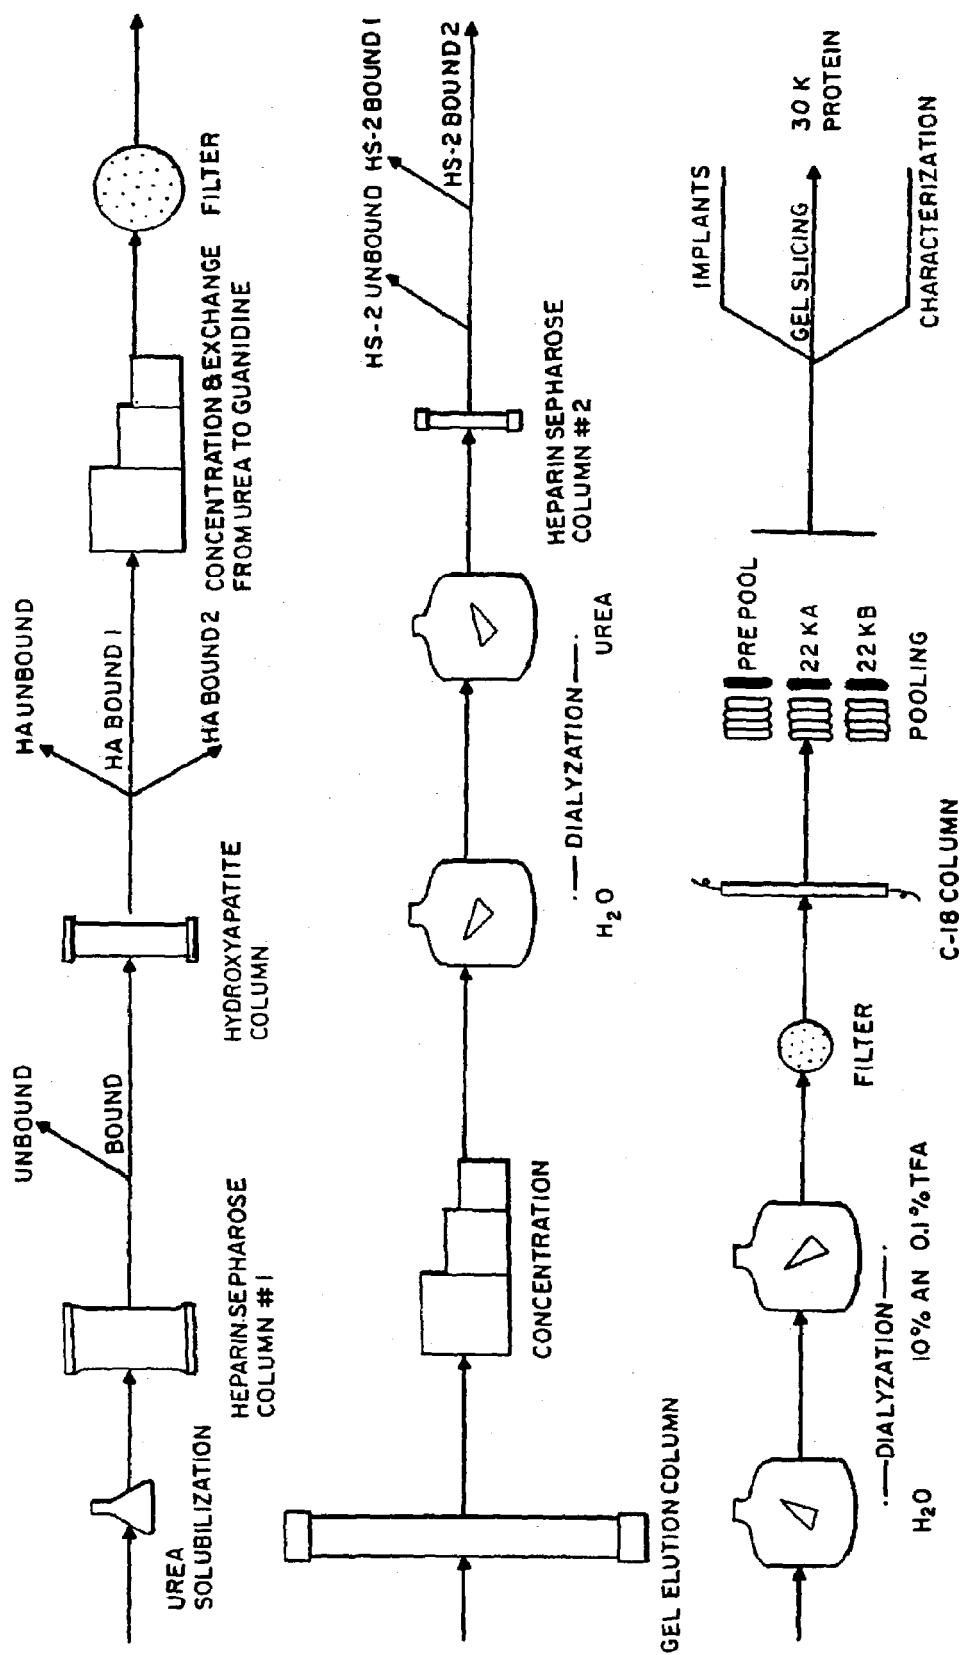 UREA
SOLUBILIZATION
HEPARIN-SEPHAROSE
COLUMN #1
UNBOUND
BOUND
HYDROXYAPATITE
COLUMN
HA UNBOUND
HA BOUND 1
HA BOUND 2
CONCENTRATION & EXCHANGE
FROM UREA TO GUANIDINE
FILTER
GEL ELUTION COLUMN
CONCENTRATION
H2O
DIALYZATION
UREA
HEPARIN SEPHAROSE
COLUMN #2
HS-2 UNBOUND
HS-2 BOUND 1
HS-2 BOUND 2
H2O
DIALYZATION
10% AN 0.1% TFA
FILTER
C-18 COLUMN
PRE POOL
22 KA
22 KB
POOLING
IMPLANTS
GEL SLICING
30 K
PROTEIN
CHARACTERIZATION